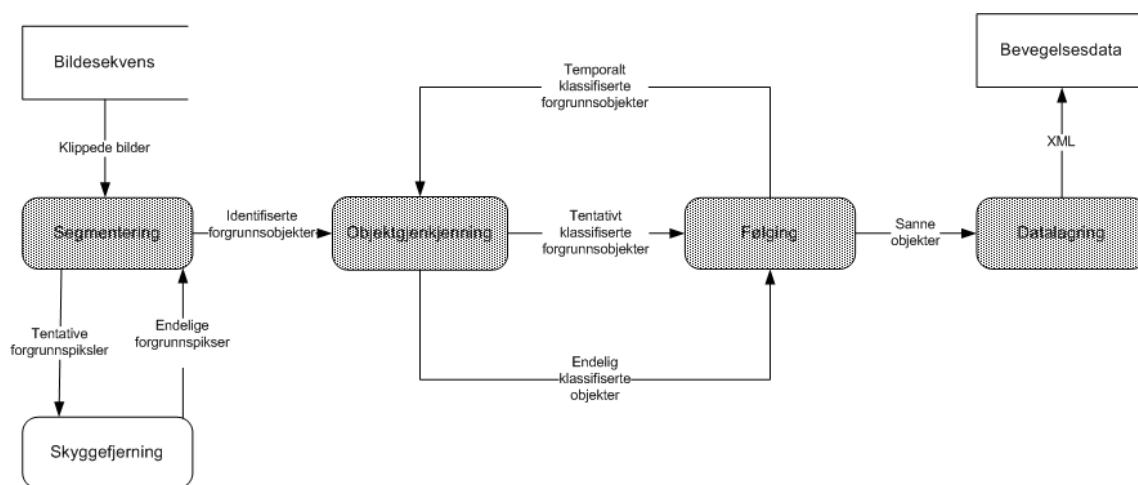 Bildesekvens
Bevegelsesdata
Temporalt
klassifiserte
forgrunnsobjekter
Klippede bilder
XML
Segmentering
Identifiserte
forgrunnsobjekter
Objektgjenkjenning
Tentativt
klassifiserte
forgrunnsobjekter
Følging
Sanne
objekter
Datalagring
Tentative
forgrunnspiksler
Endelige
forgrunnspikser
Endelig
klassifiserte
objekter
Skyggefjerning